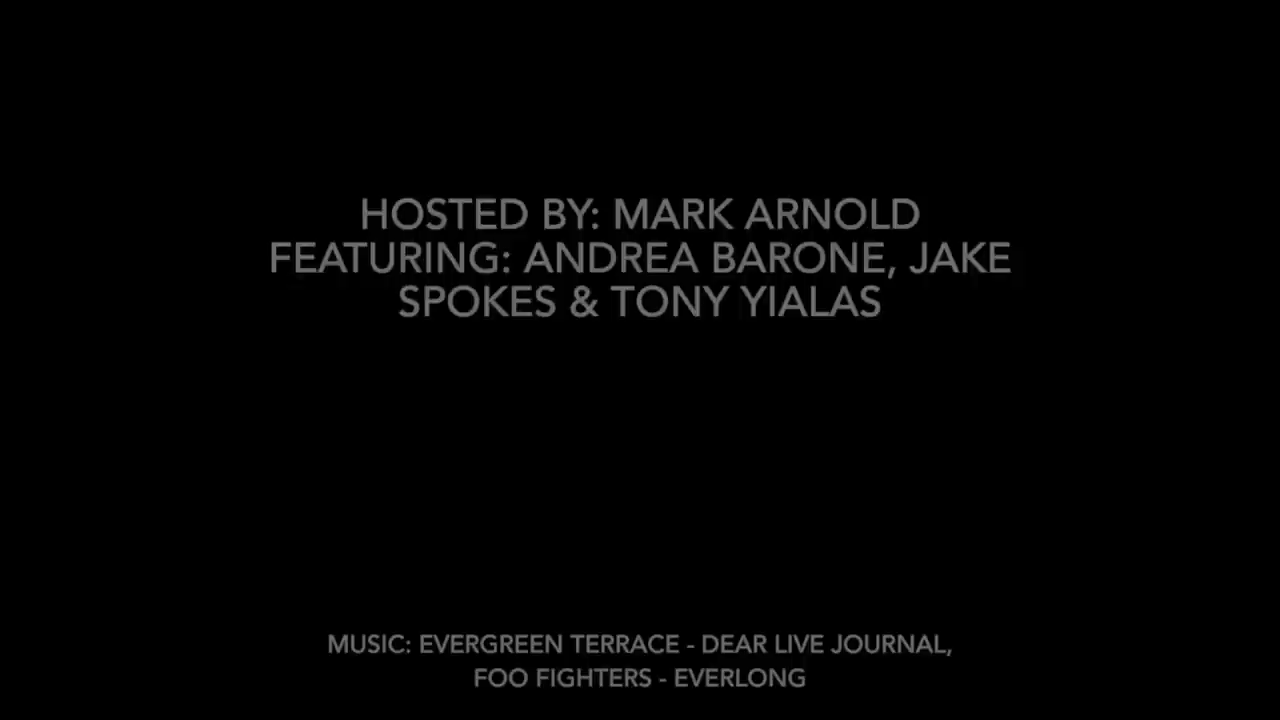 HOSTED BY: MARK ARNOLD
FEATURING: ANDREA BARONE, JAKE
SPOKES & TONY YIALAS
MUSIC: EVERGREEN TERRACE - DEAR LIVE JOURNAL,
FOO FIGHTERS - EVERLONG